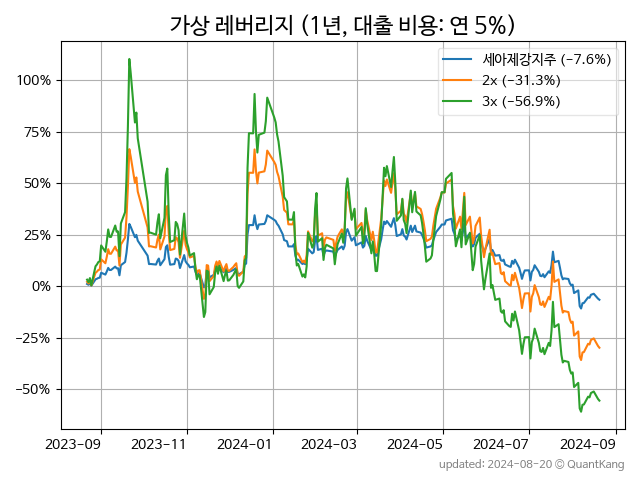 가상 레버리지 (1년, 대출 비용: 연 5%)
세아제강지주 (−7.6%)
2x (−31.3%)
3x (−56.9%)
100%
75%
50%
25%
0%
−25%
−50%
2023-09 2023-11 2024-01 2024-03 2024-05 2024-07 2024-09
updated: 2024-08-20 © QuantKang